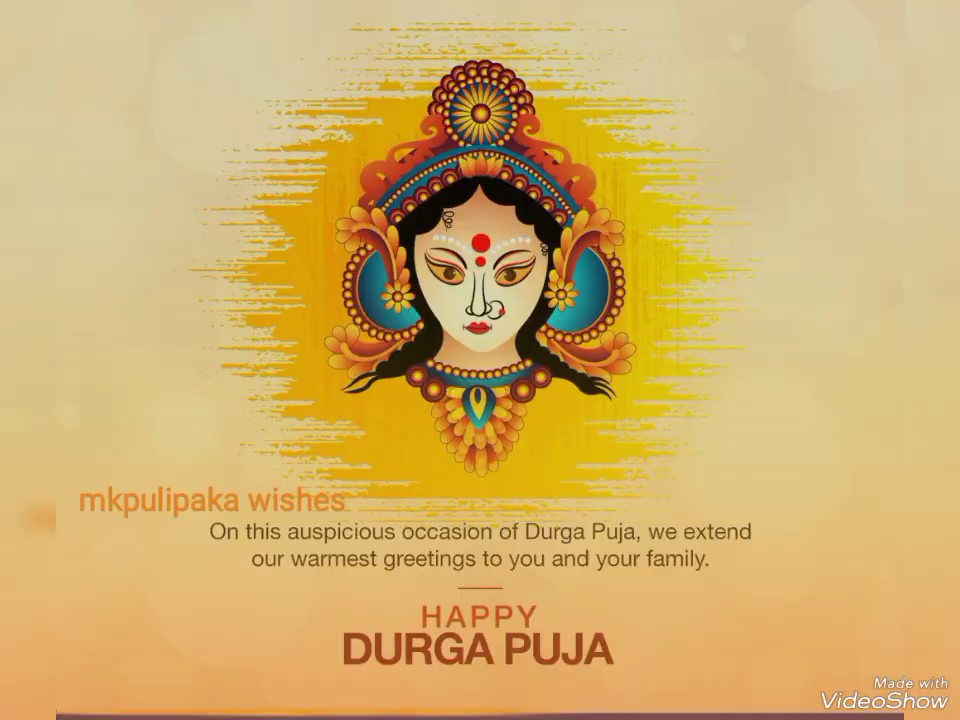 mkpulipaka wishes
On this auspicious occasion of Durga Puja, we extend
our warmest greetings to you and your family.
HAPPY
DURGA PUJA
Made with
VideoShow